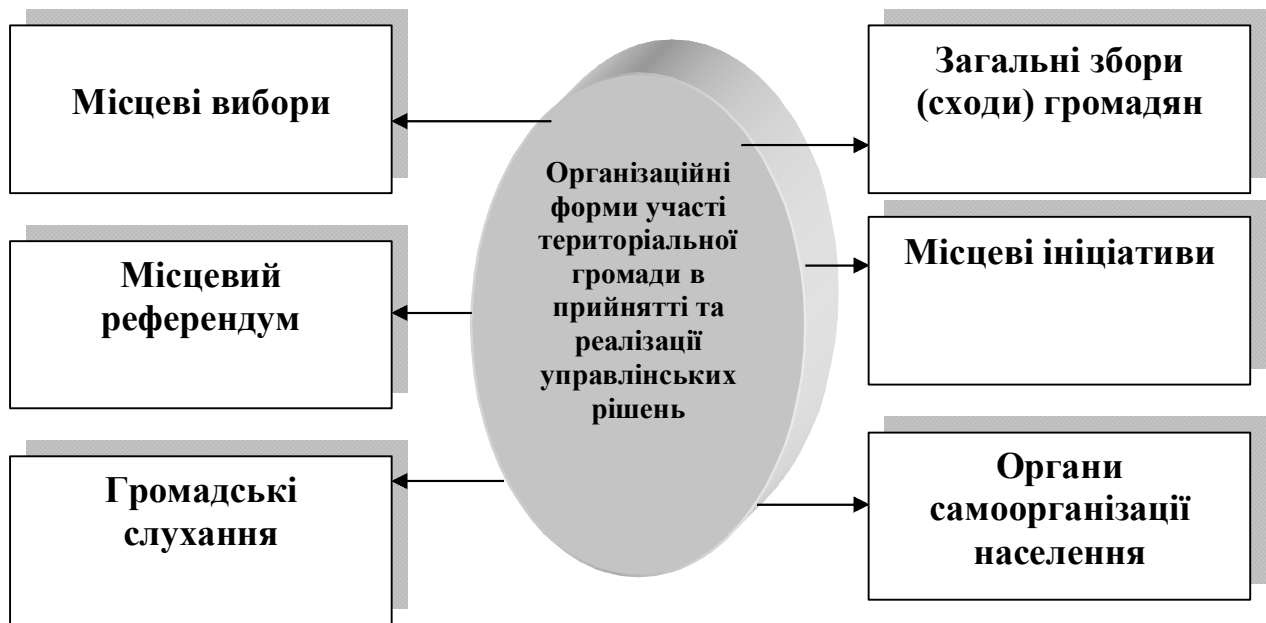 Місцеві вибори
Місцевий
референдум
Громадські
слухання
Організаційні
форми участі
територіальної
громади в
прийнятті та
реалізації
управлінських
рішень
Загальні збори
(сходи) громадян
Місцеві ініціативи
Органи
самоорганізації
населення